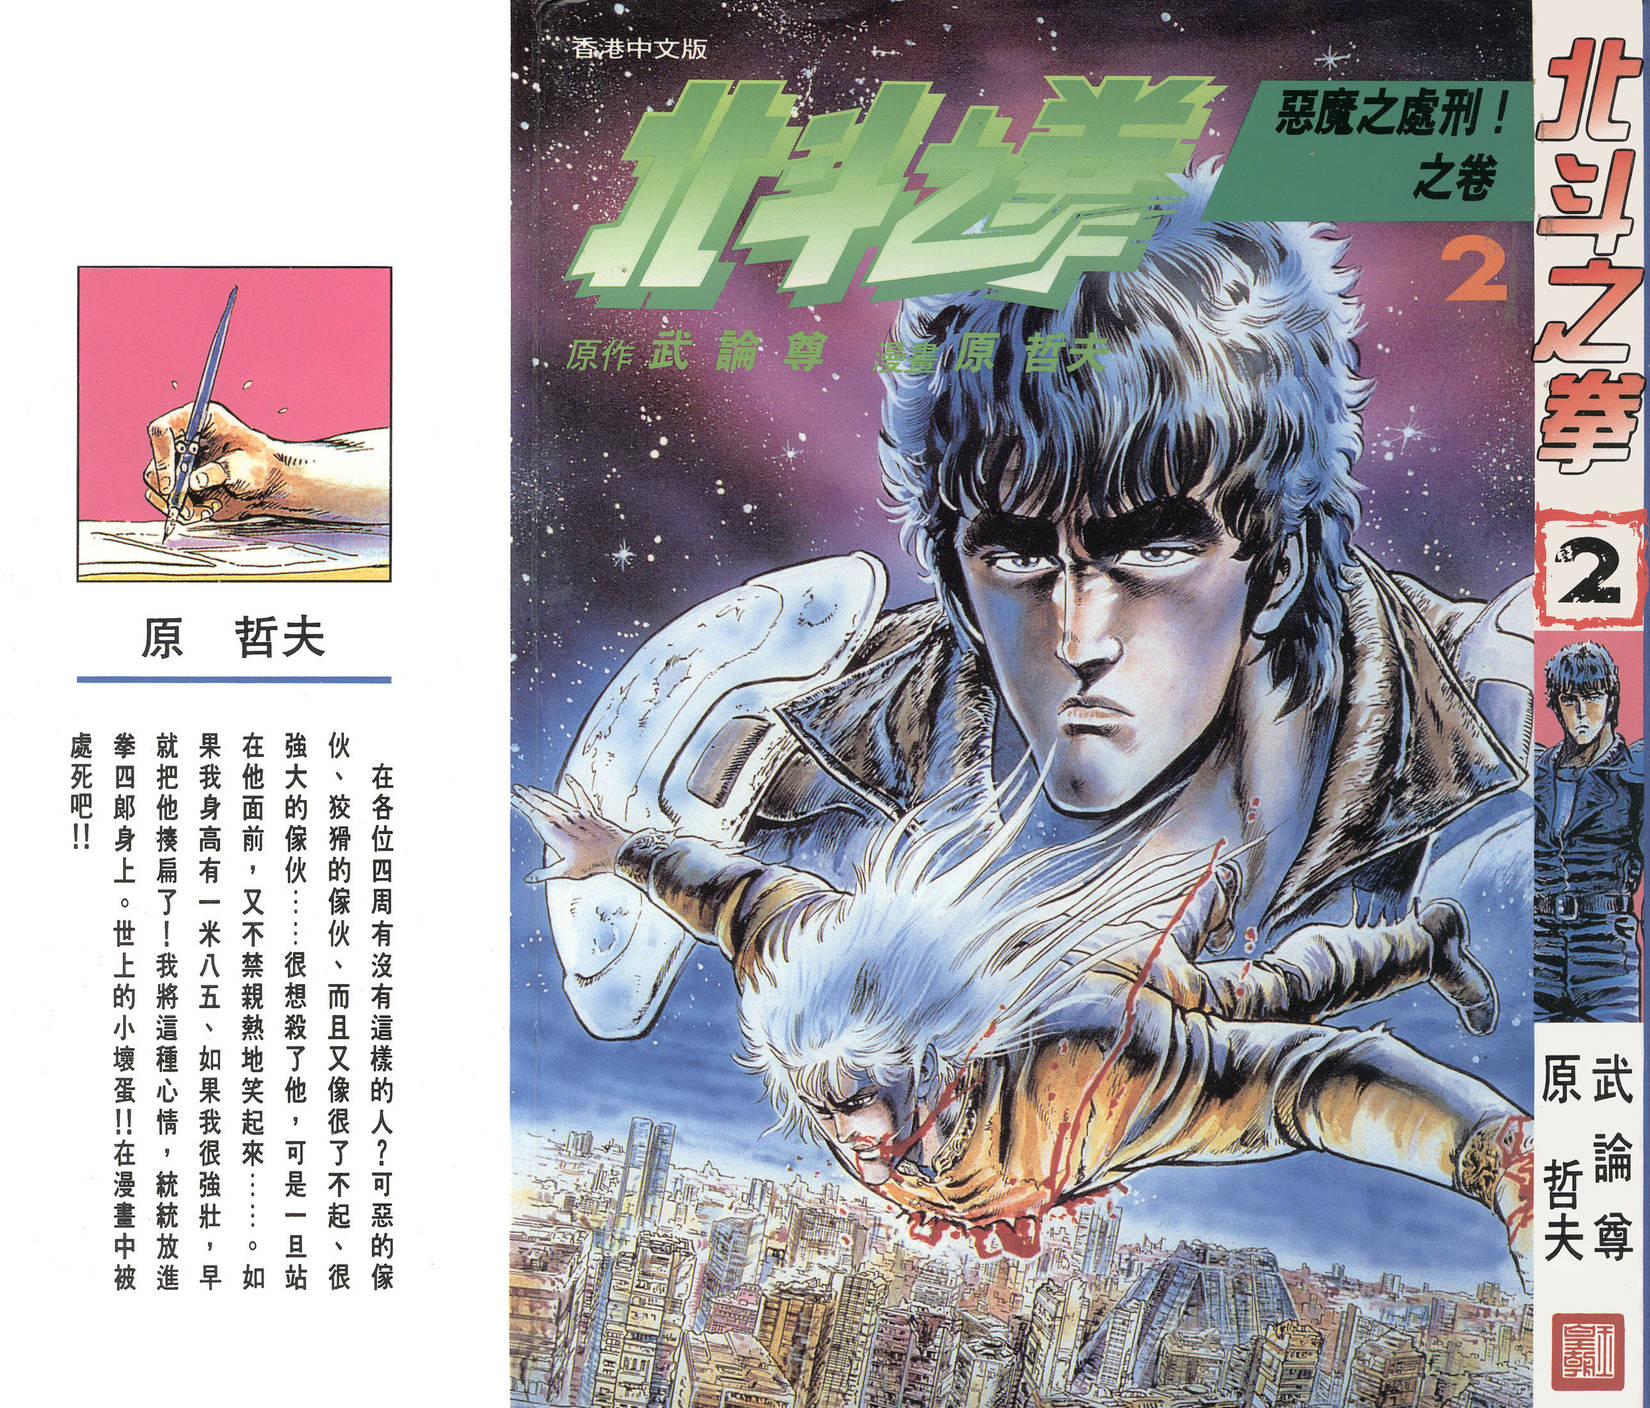 香港中文版
北斗之拳
惡魔之處刑！
之卷
2
原作 武論尊 漫畫 原 哲夫
北斗之拳
2
武論尊
原 哲夫
原 哲夫
在各位四周有沒有這樣的人？可惡的傢
伙、狡猾的傢伙、而且又像很了不起、很
強大的傢伙……很想殺了他，可是一旦站
在他面前，又不禁親熱地笑起來……。如
果我身高有一米八五、如果我很強壯，早
就把他揍扁了！我將這種心情，統統放進
拳四郎身上。世上的小壞蛋!!在漫畫中被
處死吧!!